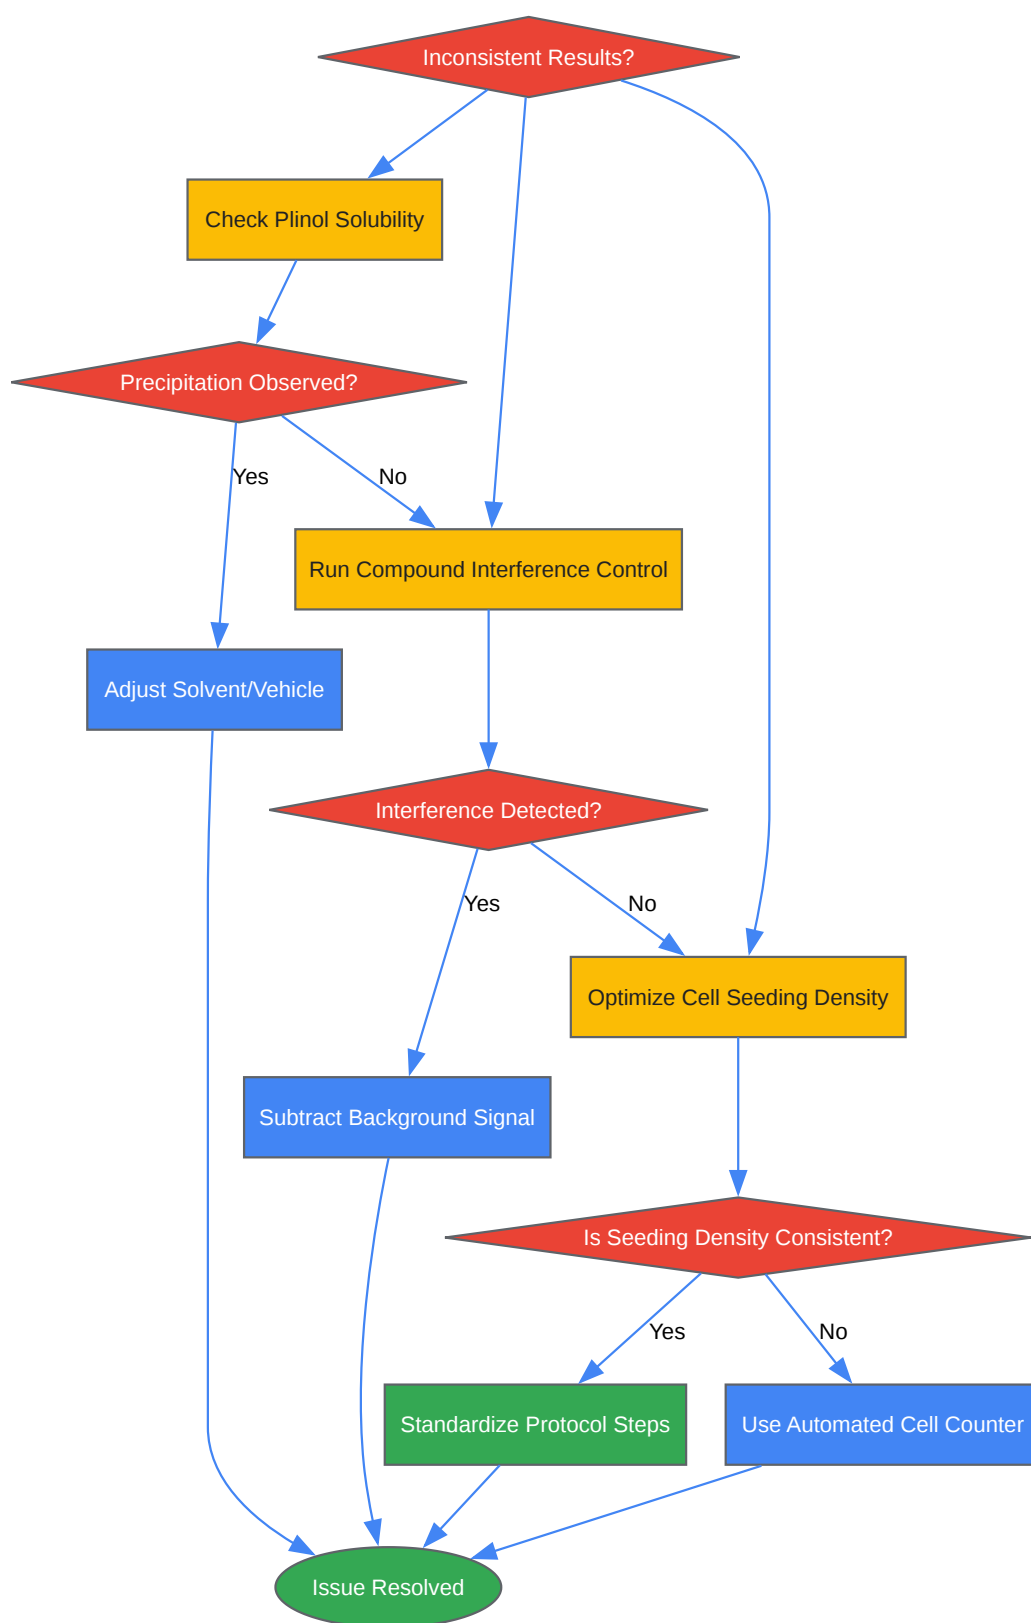 Inconsistent Results?
Check Plinol Solubility
Precipitation Observed?
Yes
No
Run Compound Interference Control
Adjust Solvent/Vehicle
Interference Detected?
Yes
No
Optimize Cell Seeding Density
Subtract Background Signal
Is Seeding Density Consistent?
Yes
No
Standardize Protocol Steps
Use Automated Cell Counter
Issue Resolved